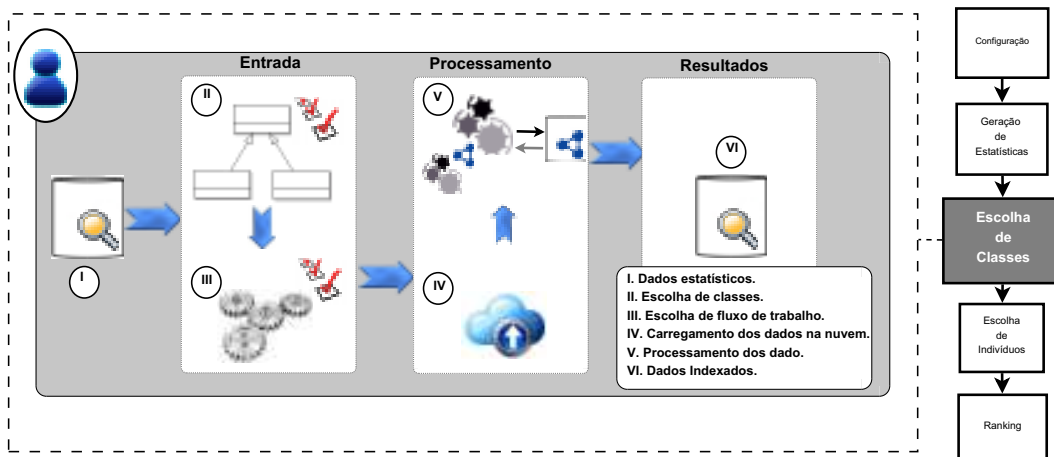 Entrada
Processamento
Resultados
II
V
VI
I
III
IV
I. Dados estatísticos.
II. Escolha de classes.
III. Escolha de fluxo de trabalho.
IV. Carregamento dos dados na nuvem.
V. Processamento dos dado.
VI. Dados Indexados.
Configuração
Geração
de
Estatísticas
Escolha
de
Classes
Escolha
de
Indivíduos
Ranking